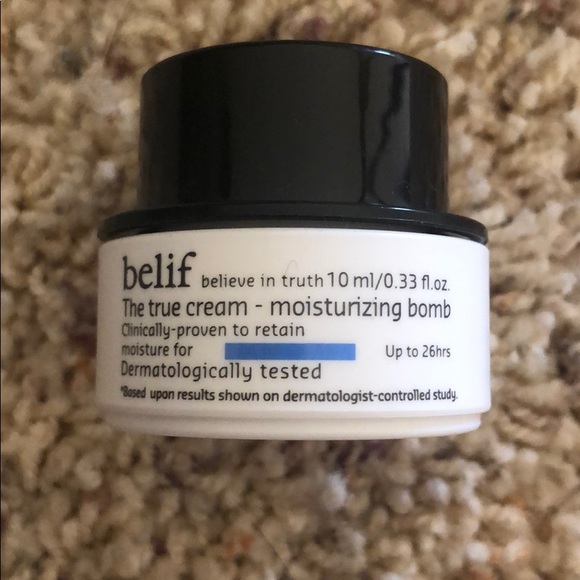 belif believe in truth 10 ml/0.33 fl.oz.
The true cream - moisturizing bomb
Clinically-proven to retain
moisture for Up to 26hrs
Dermatologically tested
*Based upon results shown on dermatologist-controlled study.